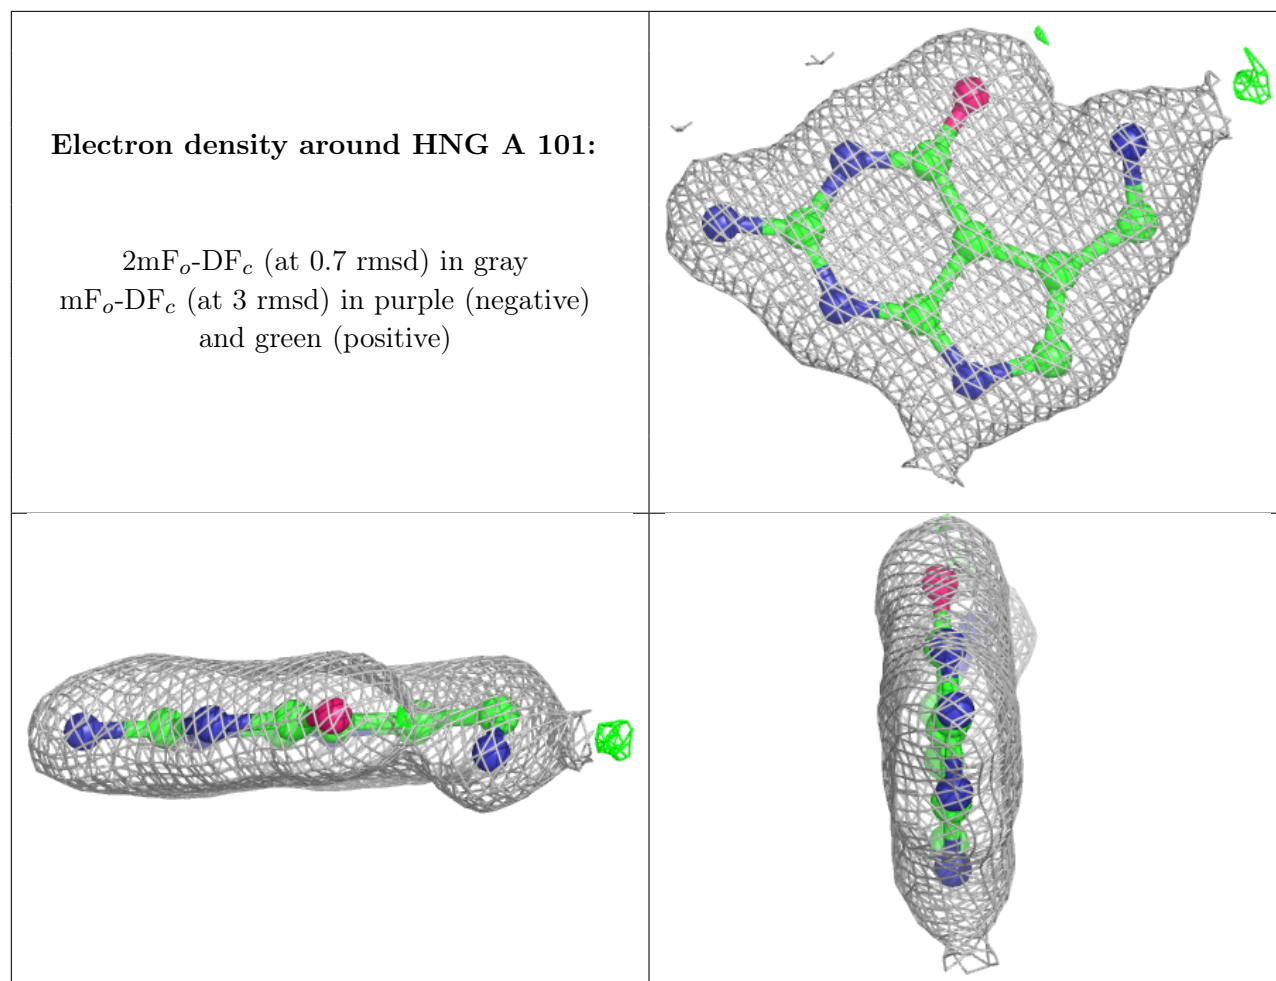 Electron density around HNG A 101:
2mFo-DFc (at 0.7 rmsd) in gray
mFo-DFc (at 3 rmsd) in purple (negative)
and green (positive)